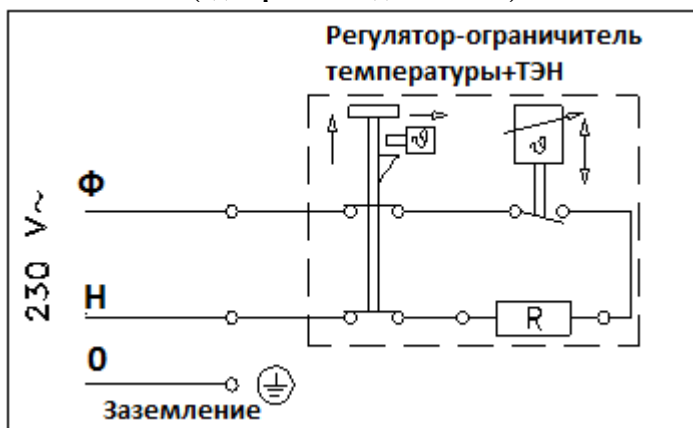 Регулятор-ограничитель
температуры+ТЭН
ϑ
ϑ
Ф
230 V~
Н
R
0
Заземление